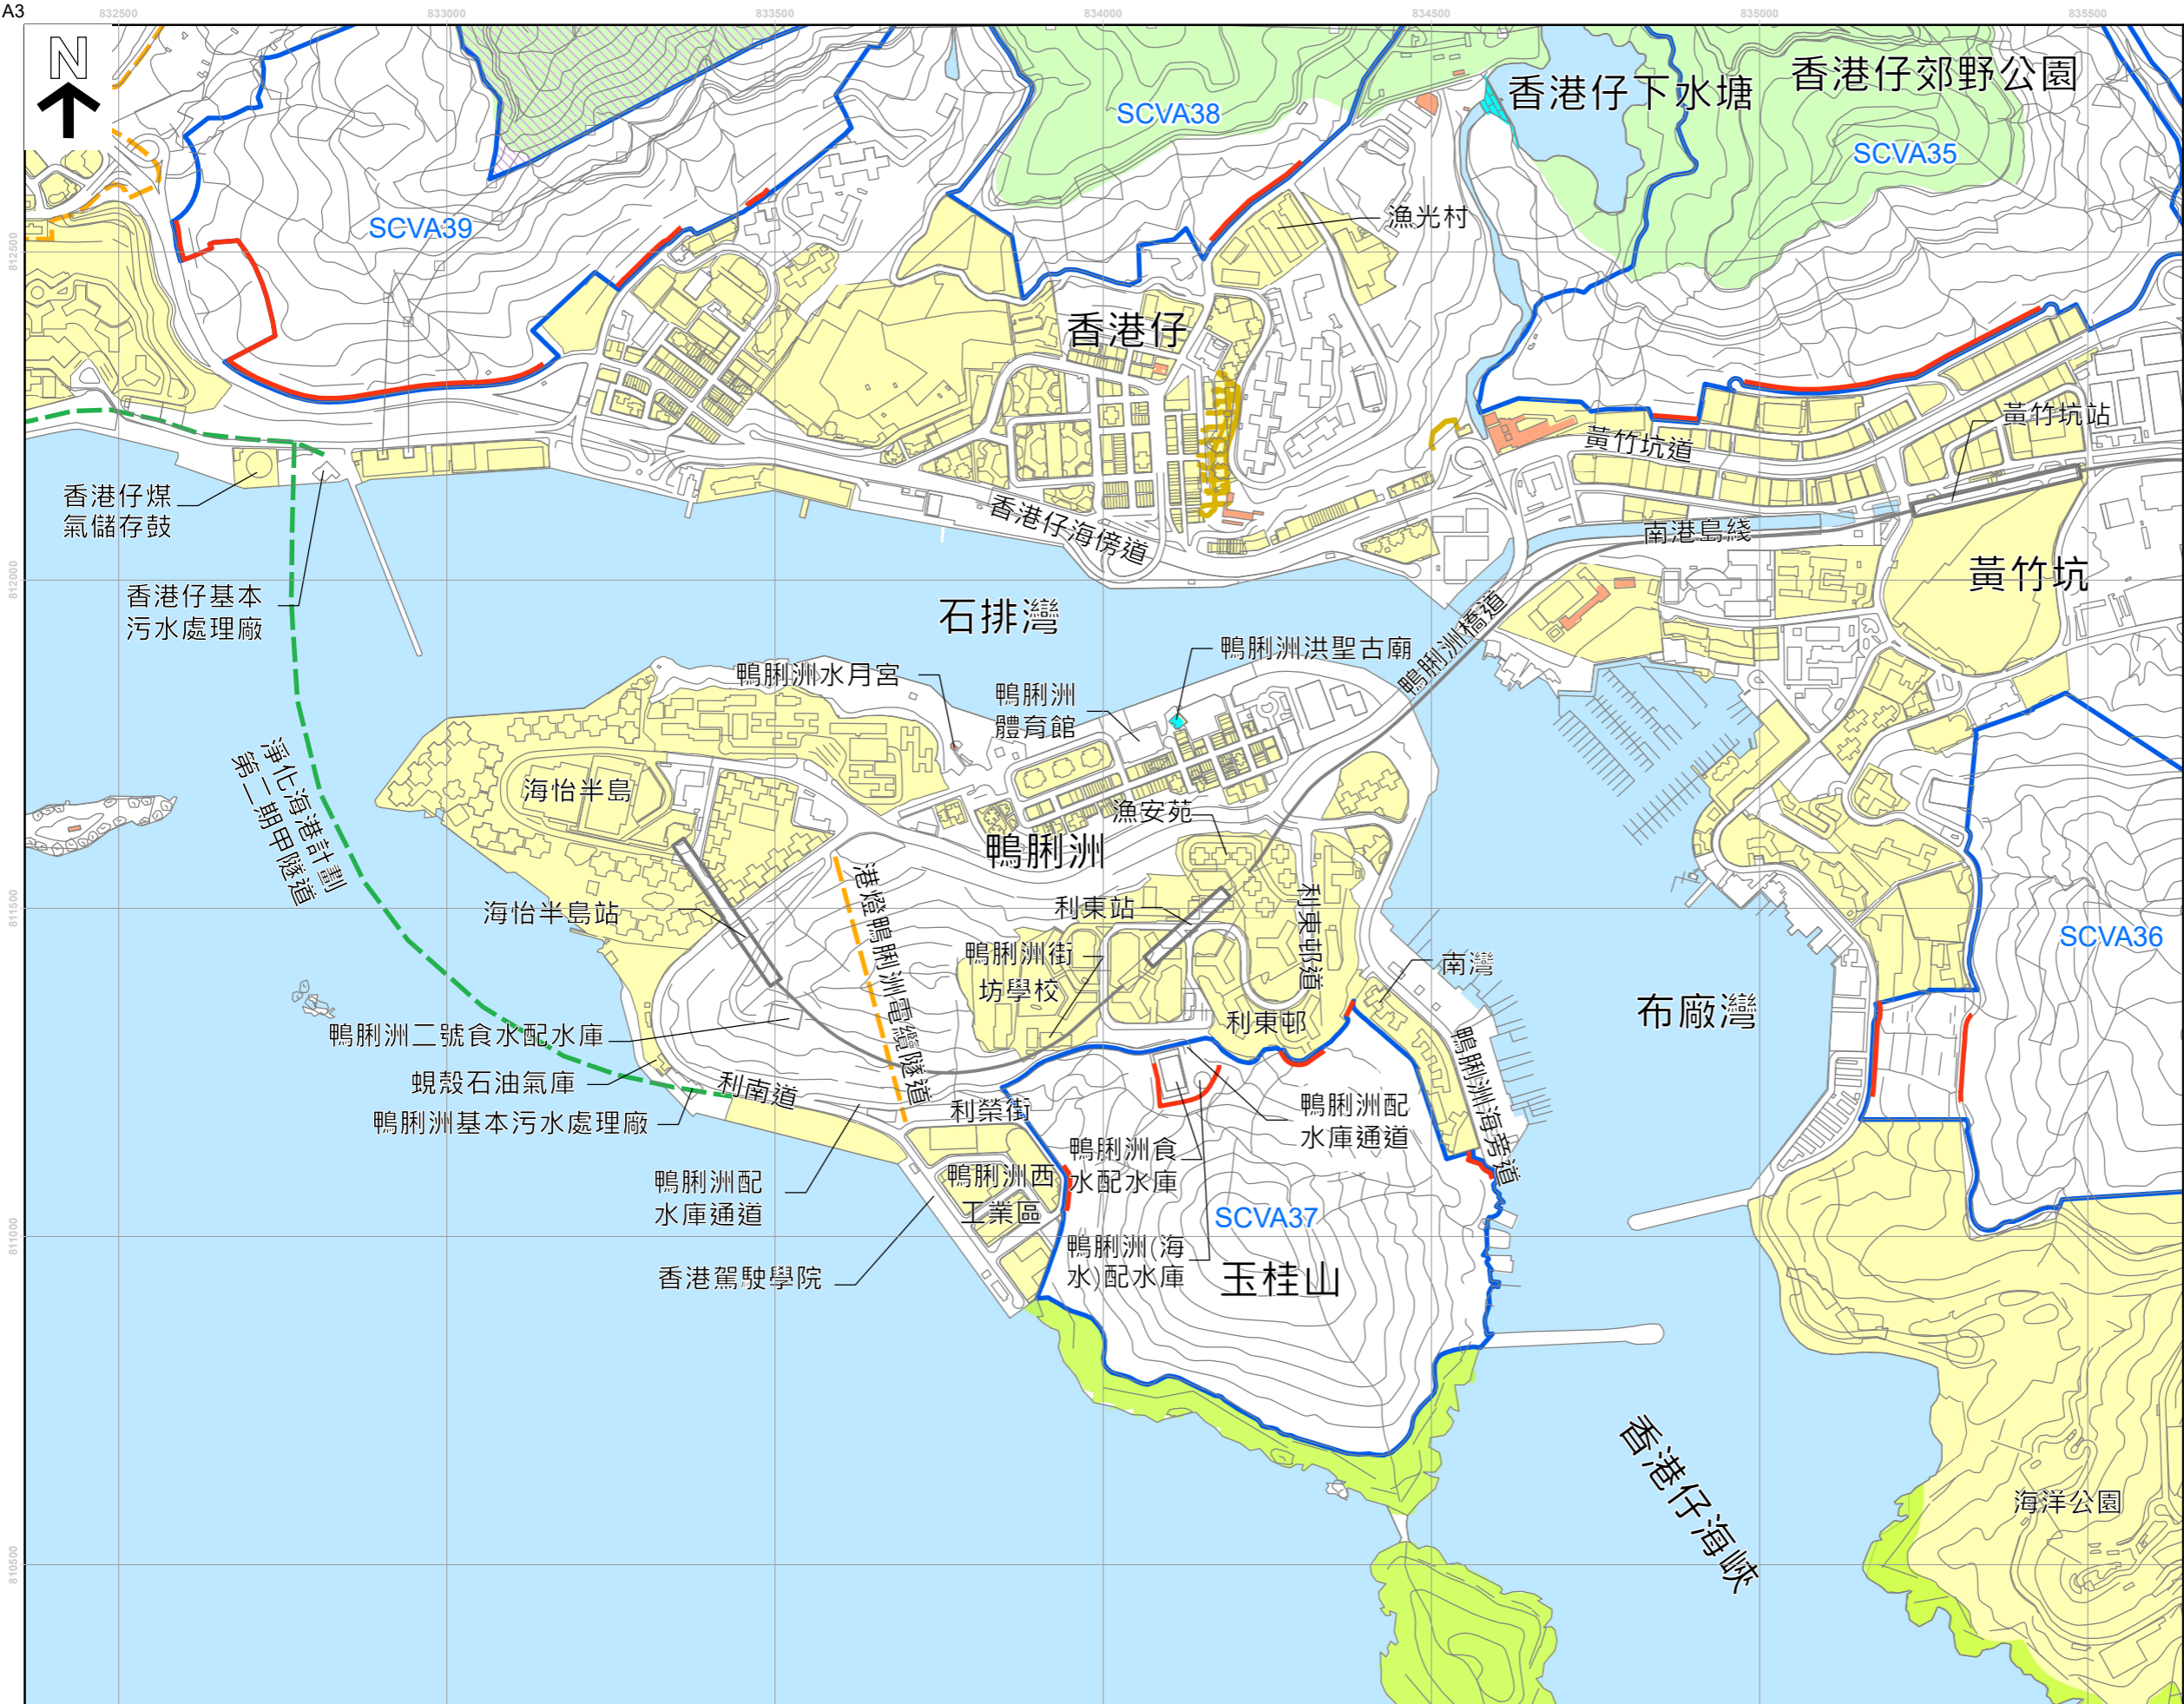 A3
832500
833000
833500
834000
834500
835000
835500
N
香港仔郊野公園
香港仔下水塘
SCVA38
SCVA35
漁光村
SCVA39
812500
香港仔
黃竹坑站
黃竹坑道
香港仔煤
氣儲存鼓
香港仔海傍道
南港島綫
黃竹坑
812000
香港仔基本
污水處理廠
石排灣
鴨脷洲橋道
鴨脷洲洪聖古廟
鴨脷洲水月宮
鴨脷洲
體育館
淨化海港計劃
第二期甲隧道
海怡半島
漁安苑
鴨脷洲
港燈鴨脷洲電纜隧道
利東邨道
811500
海怡半島站
利東站
鴨脷洲街
坊學校
南灣
SCVA36
布廠灣
利東邨
鴨脷洲二號食水配水庫
鴨脷洲海旁道
蜆殼石油氣庫
利南道
利榮街
鴨脷洲配
水庫通道
鴨脷洲基本污水處理廠
鴨脷洲食
水配水庫
鴨脷洲西
工業區
鴨脷洲配
水庫通道
SCVA37
811000
鴨脷洲(海
水)配水庫
玉桂山
香港駕駛學院
香港仔海峽
海洋公園
810500